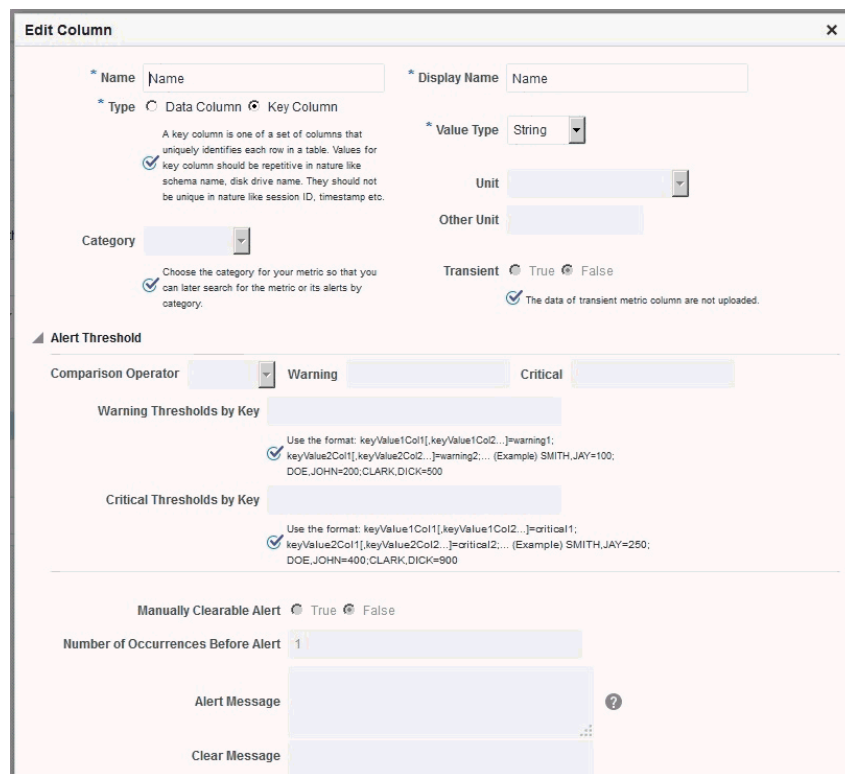 Edit Column
* Name Name
* Display Name Name
* Type Data Column Key Column
A key column is one of a set of columns that
uniquely identifies each row in a table. Values for
key column should be repetitive in nature like
schema name, disk drive name. They should not
be unique in nature like session ID, timestamp etc.
* Value Type String
Unit
Other Unit
Category
Choose the category for your metric so that you
can later search for the metric or its alerts by
category.
Transient True False
The data of transient metric column are not uploaded.
Alert Threshold
Comparison Operator Warning Critical
Warning Thresholds by Key
Use the format: keyValue1Col1[,keyValue1Col2...]=warning1;
keyValue2Col1[,keyValue2Col2...]=warning2;... (Example) SMITH,JAY=100;
DOE,JOHN=200;CLARK,DICK=500
Critical Thresholds by Key
Use the format: keyValue1Col1[,keyValue1Col2...]=critical1;
keyValue2Col1[,keyValue2Col2...]=critical2;... (Example) SMITH,JAY=250;
DOE,JOHN=400;CLARK,DICK=900
Manually Clearable Alert True False
Number of Occurrences Before Alert 1
Alert Message ?
Clear Message